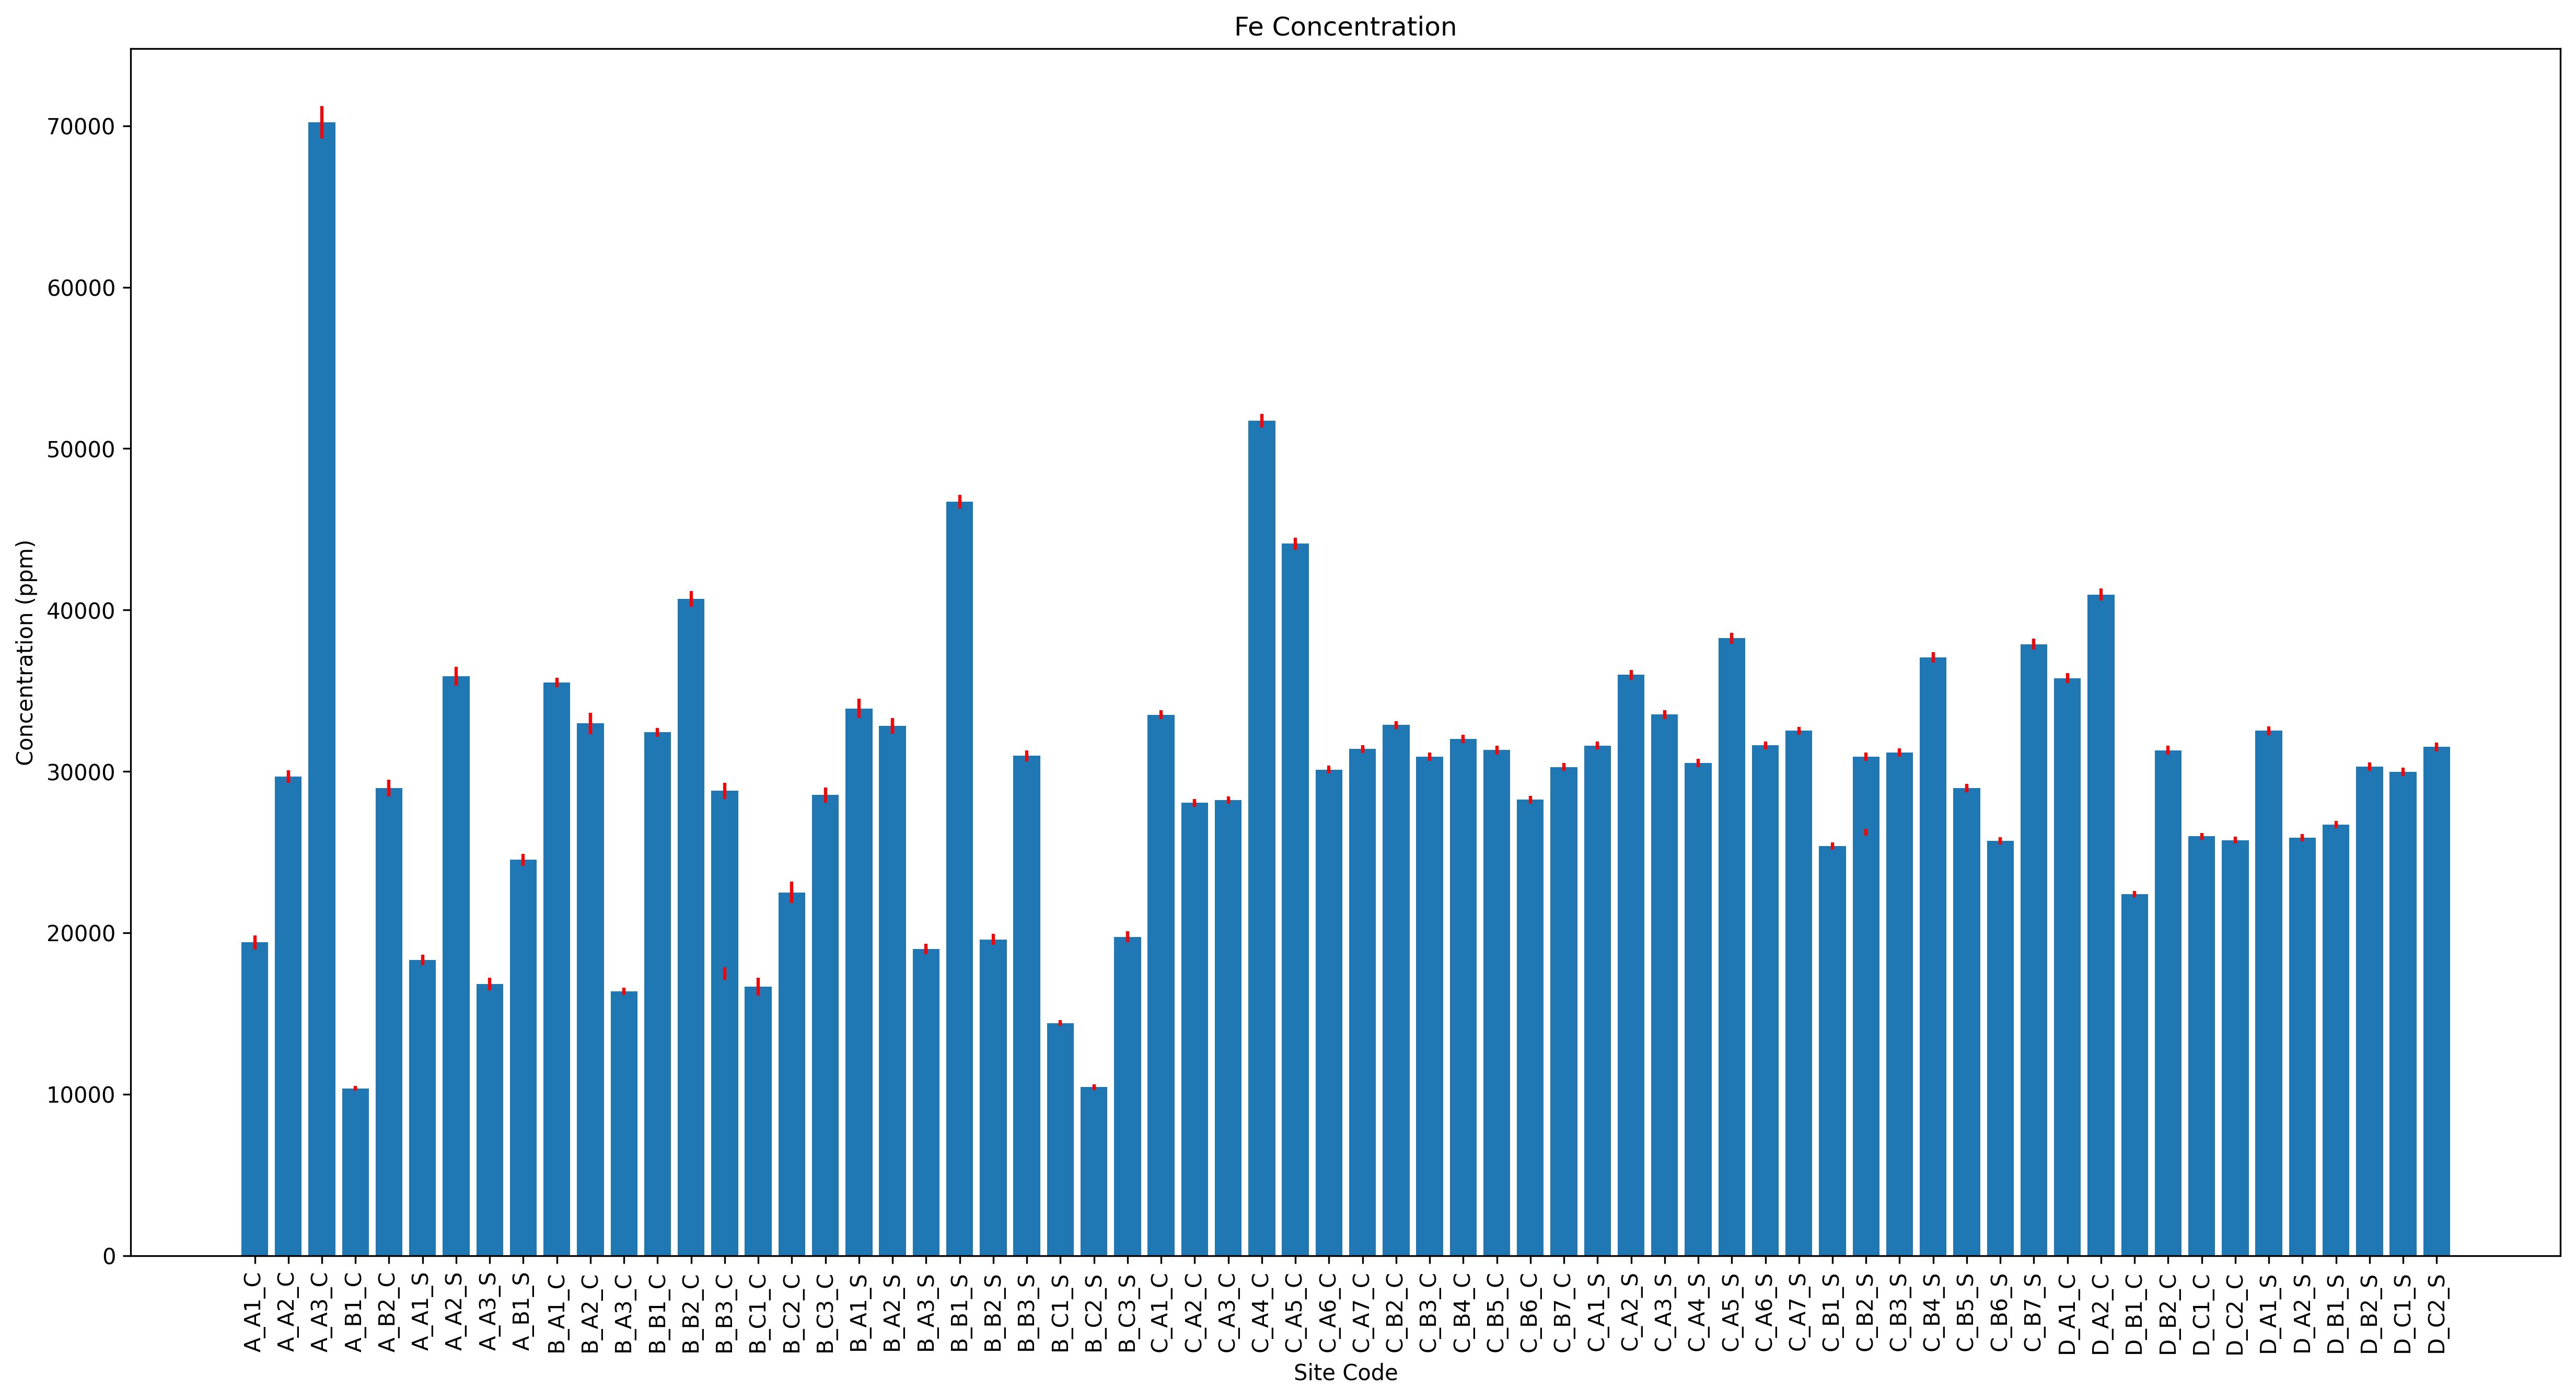 Fe Concentration
Concentration (ppm)
70000
60000
50000
40000
30000
20000
10000
0
A_A1_C
A_A2_C
A_A3_C
A_B1_C
A_B2_C
A_A1_S
A_A2_S
A_A3_S
A_B1_S
B_A1_C
B_A2_C
B_A3_C
B_B1_C
B_B2_C
B_B3_C
B_C1_C
B_C2_C
B_C3_C
B_A1_S
B_A2_S
B_A3_S
B_B1_S
B_B2_S
B_B3_S
B_C1_S
B_C2_S
B_C3_S
C_A1_C
C_A2_C
C_A3_C
C_A4_C
C_A5_C
C_A6_C
C_A7_C
C_B2_C
C_B3_C
C_B4_C
C_B5_C
C_B6_C
C_B7_C
C_A1_S
C_A2_S
C_A3_S
C_A4_S
C_A5_S
C_A6_S
C_A7_S
C_B1_S
C_B2_S
C_B3_S
C_B4_S
C_B5_S
C_B6_S
C_B7_S
D_A1_C
D_A2_C
D_B1_C
D_B2_C
D_C1_C
D_C2_C
D_A1_S
D_A2_S
D_B1_S
D_B2_S
D_C1_S
D_C2_S
Site Code